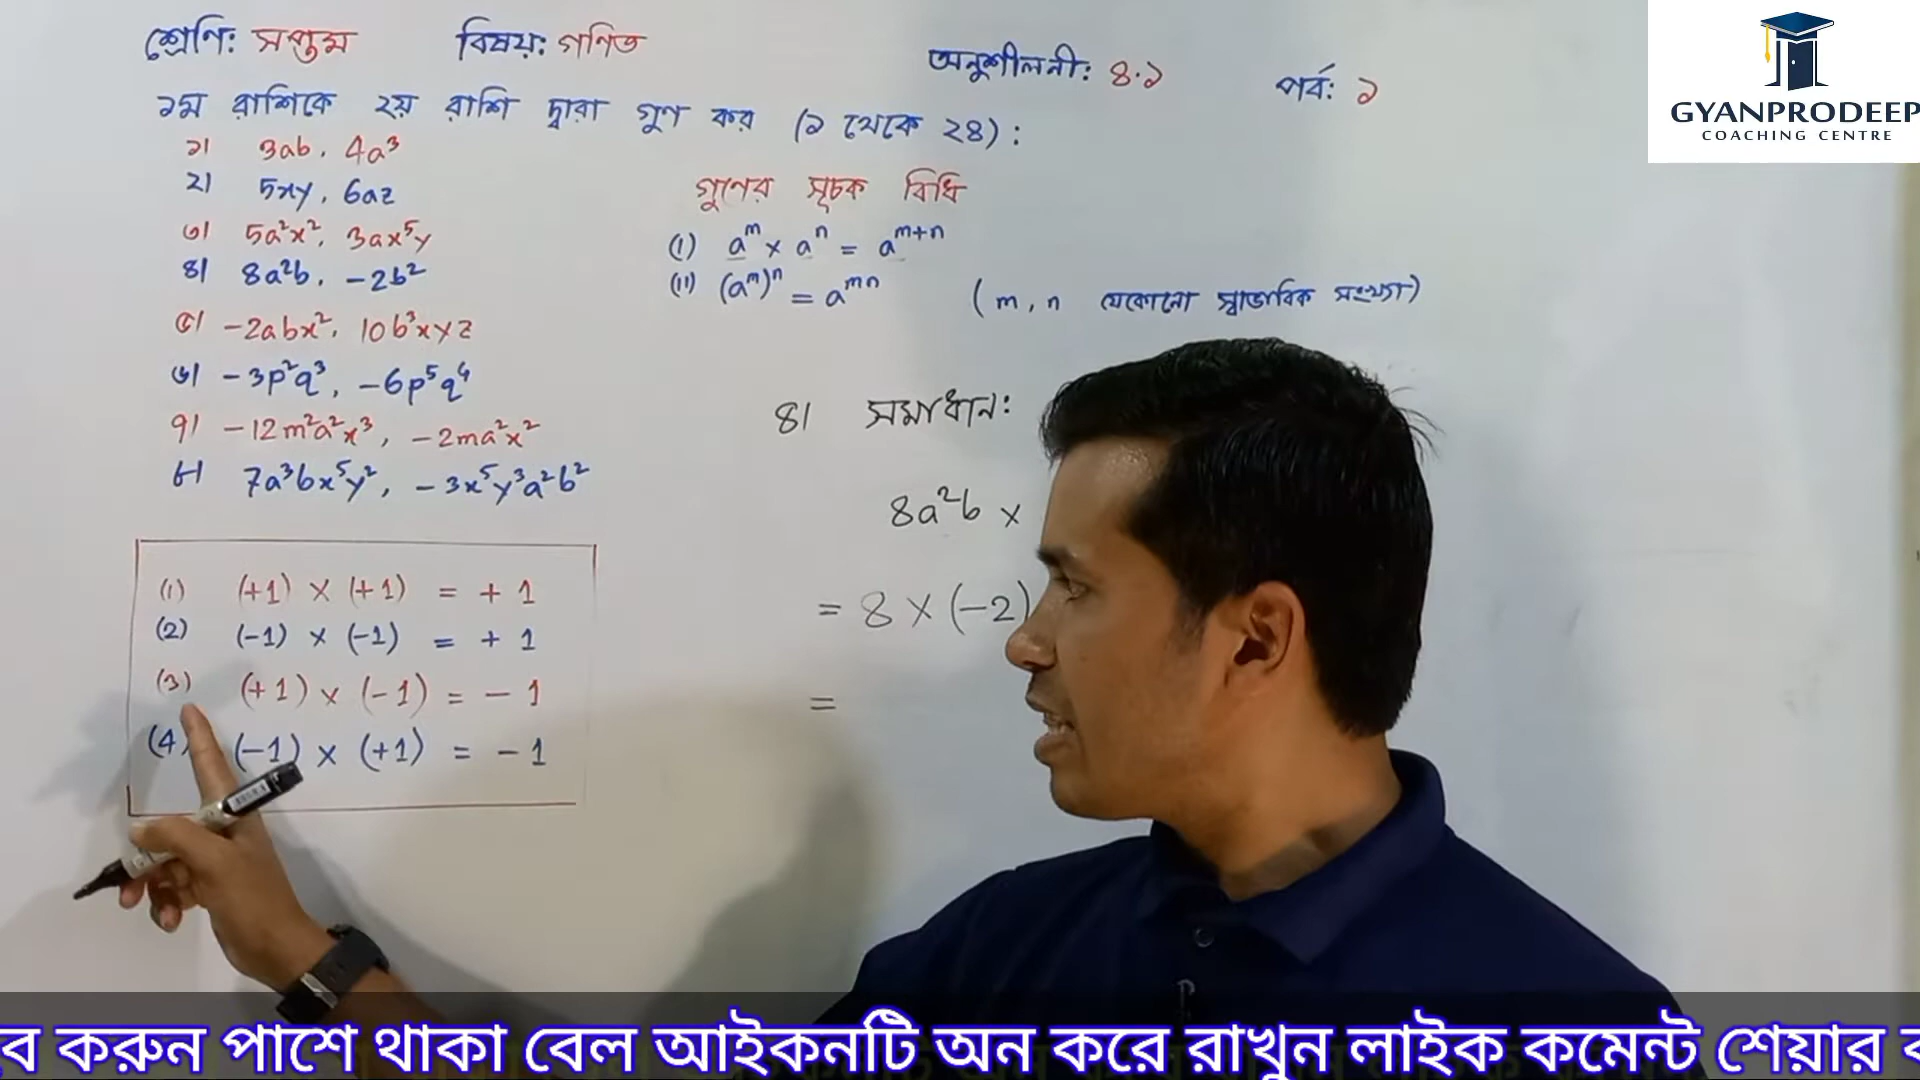 শ্রেণি: সপ্তম বিষয়: গণিত অনুশীলনী: ৪.১ পর্ব: ১
GYANPRODEEP
COACHING CENTRE
১ম রাশিকে ২য় রাশি দ্বারা গুণ কর (১ থেকে ২৪):
১। 3ab, 4a³
২। 5xy, 6az
৩। 5a²x², 3ax⁵y
৪। 8a²b, -2b²
৫। -2abx², 10b³xyz
৬। -3p²q³, -6p⁵q⁴
৭। -12m²a²x³, -2ma²x²
৮। 7a³bx⁵y², -3x⁵y³a²b²
গুণের সূচক বিধি
(i) aᵐ × aⁿ = aᵐ⁺ⁿ
(ii) (aᵐ)ⁿ = aᵐⁿ (m, n যেকোনো স্বাভাবিক সংখ্যা)
৪। সমাধান:
8a²b ×
= 8 × (-2)
=
(1) (+1) × (+1) = +1
(2) (-1) × (-1) = +1
(3) (+1) × (-1) = -1
(4) (-1) × (+1) = -1
করুন পাশে থাকা বেল আইকনটি অন করে রাখুন লাইক কমেন্ট শেয়ার